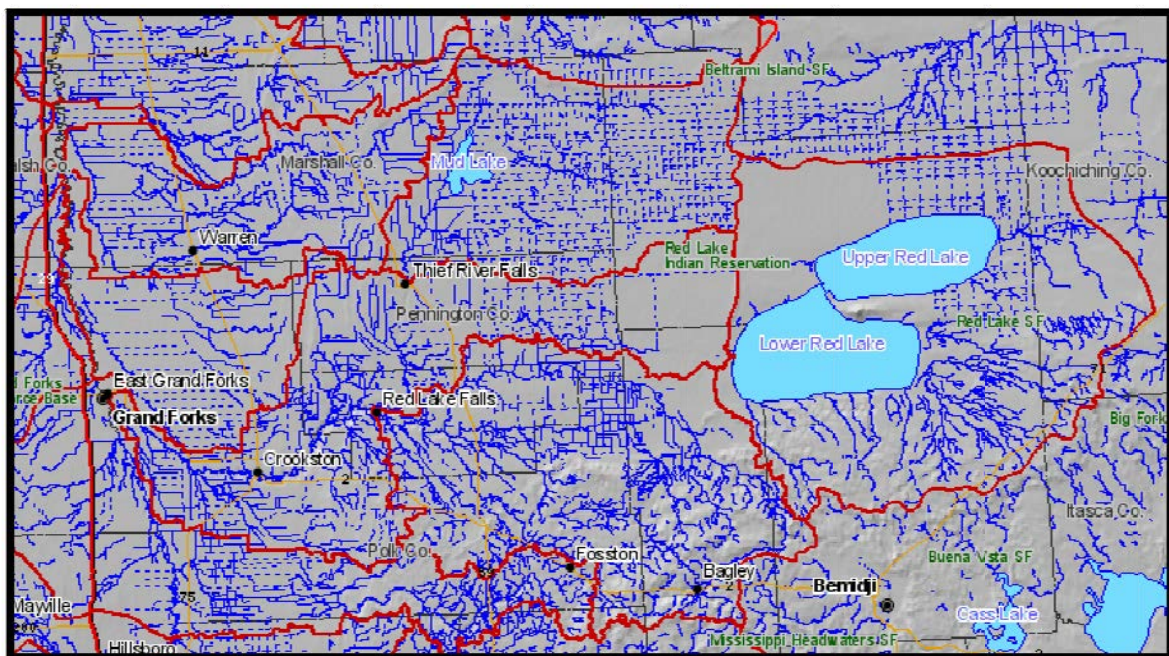 11
Beltrami Island SF
Marshall Co.
Mud Lake
Koochiching Co.
Warren
Red Lake
Indian Reservation
Upper Red Lake
Thief River Falls
Pennington Co.
Red Lake SF
Lower Red Lake
71
East Grand Forks
Grand Forks
Red Lake Falls
Big Fork
Crookston
2
Itasca Co.
Polk Co.
Fosston
Buena Vista SF
Bagley
2
Bemidji
75
Mayville
Cass Lake
Hillsboro
Mississippi Headwaters SF